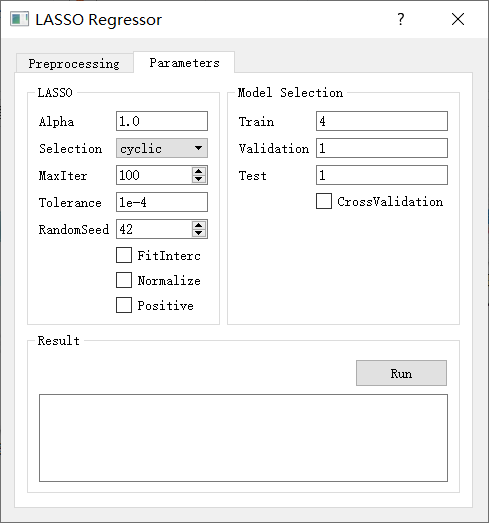 LASSO Regressor
?
Preprocessing
Parameters
LASSO
Alpha 1.0
Selection cyclic
MaxIter 100
Tolerance 1e-4
RandomSeed 42
FitInterc
Normalize
Positive
Model Selection
Train 4
Validation 1
Test 1
CrossValidation
Result
Run